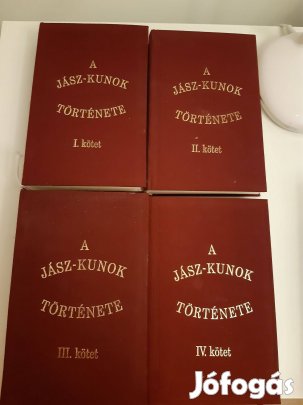 A
JÁSZ-KUNOK
TÖRTÉNETE
I. kötet
A
JÁSZ-KUNOK
TÖRTÉNETE
II. kötet
A
JÁSZ-KUNOK
TÖRTÉNETE
III. kötet
A
JÁSZ-KUNOK
TÖRTÉNETE
IV. kötet
Jófogás